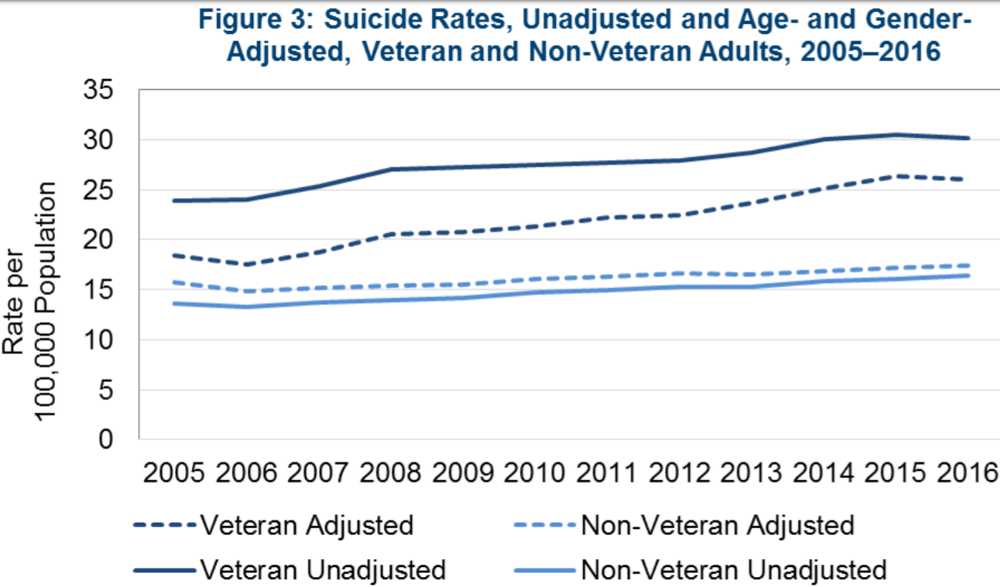 Figure 3: Suicide Rates, Unadjusted and Age- and Gender-
Adjusted, Veteran and Non-Veteran Adults, 2005–2016
Rate per
100,000 Population
35
30
25
20
15
10
5
0
2005 2006 2007 2008 2009 2010 2011 2012 2013 2014 2015 2016
Veteran Adjusted Non-Veteran Adjusted
Veteran Unadjusted Non-Veteran Unadjusted